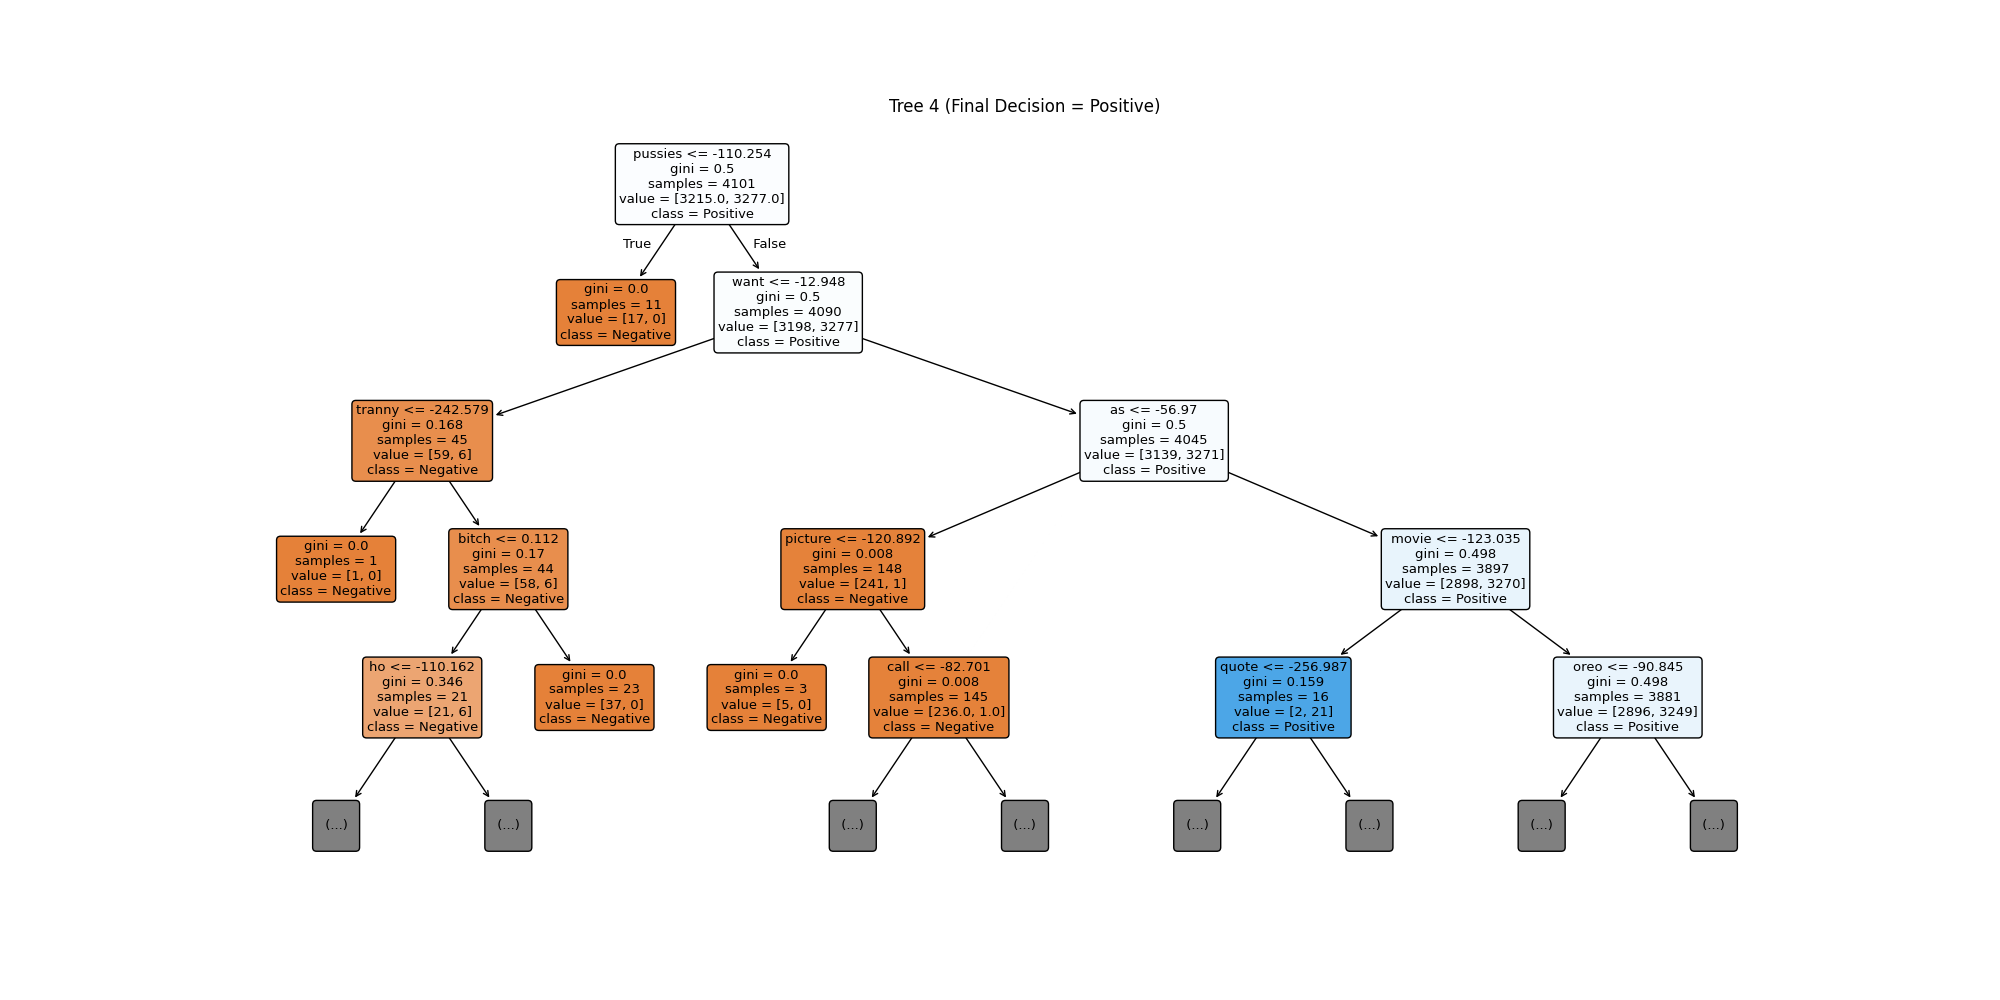 Tree 4 (Final Decision = Positive)
pussies <= -110.254
gini = 0.5
samples = 4101
value = [3215.0, 3277.0]
class = Positive
True
False
gini = 0.0
samples = 11
value = [17, 0]
class = Negative
want <= -12.948
gini = 0.5
samples = 4090
value = [3198, 3277]
class = Positive
tranny <= -242.579
gini = 0.168
samples = 45
value = [59, 6]
class = Negative
as <= -56.97
gini = 0.5
samples = 4045
value = [3139, 3271]
class = Positive
gini = 0.0
samples = 1
value = [1, 0]
class = Negative
bitch <= 0.112
gini = 0.17
samples = 44
value = [58, 6]
class = Negative
picture <= -120.892
gini = 0.008
samples = 148
value = [241, 1]
class = Negative
movie <= -123.035
gini = 0.498
samples = 3897
value = [2898, 3270]
class = Positive
ho <= -110.162
gini = 0.346
samples = 21
value = [21, 6]
class = Negative
gini = 0.0
samples = 23
value = [37, 0]
class = Negative
gini = 0.0
samples = 3
value = [5, 0]
class = Negative
call <= -82.701
gini = 0.008
samples = 145
value = [236.0, 1.0]
class = Negative
quote <= -256.987
gini = 0.159
samples = 16
value = [2, 21]
class = Positive
oreo <= -90.845
gini = 0.498
samples = 3881
value = [2896, 3249]
class = Positive
(...)
(...)
(...)
(...)
(...)
(...)
(...)
(...)